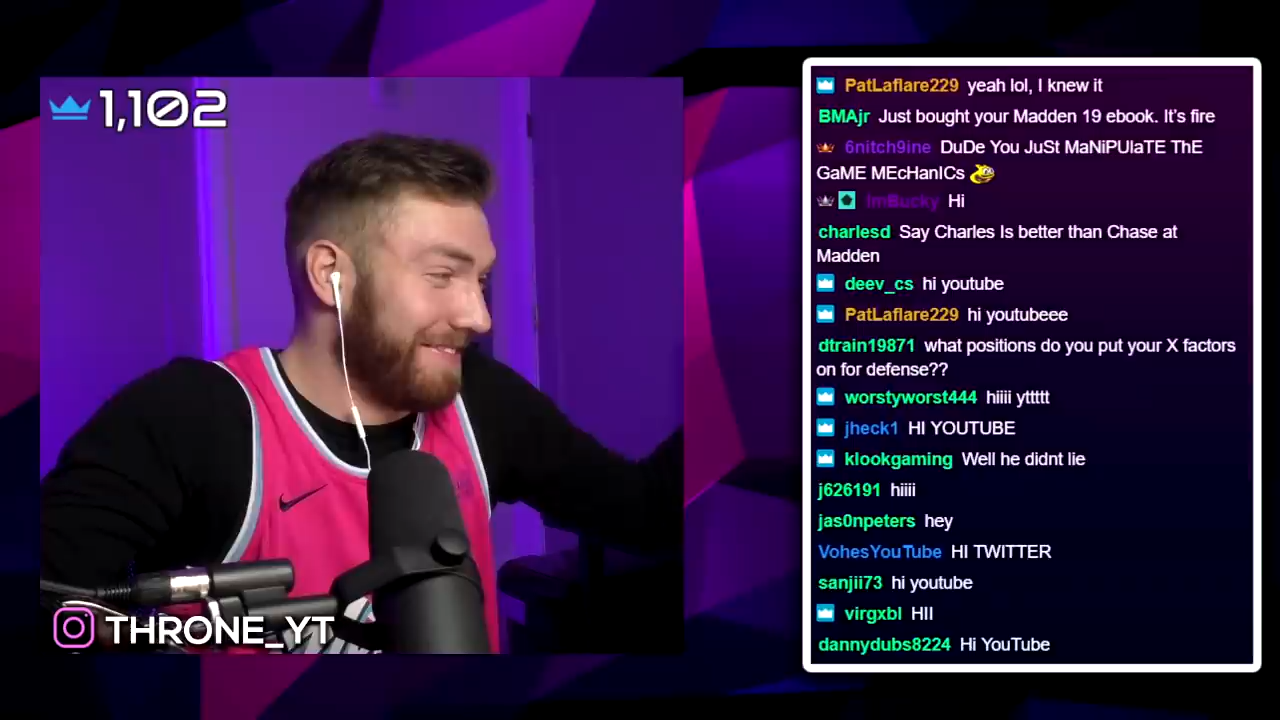 1,102
THRONE_YT
PatLaflare229 yeah lol, I knew it
BMAjr Just bought your Madden 19 ebook. It's fire
6nitch9ine DuDe You JuSt MaNiPUlaTE ThE
GaME MEcHanICs
ImBucky Hi
charlesd Say Charles Is better than Chase at
Madden
deev_cs hi youtube
PatLaflare229 hi youtubeee
dtrain19871 what positions do you put your X factors
on for defense??
worstyworst444 hiiii yttttt
jheck1 HI YOUTUBE
klookgaming Well he didnt lie
j626191 hiiii
jas0npeters hey
VohesYouTube HI TWITTER
sanjii73 hi youtube
virgxbl HII
dannydubs8224 Hi YouTube